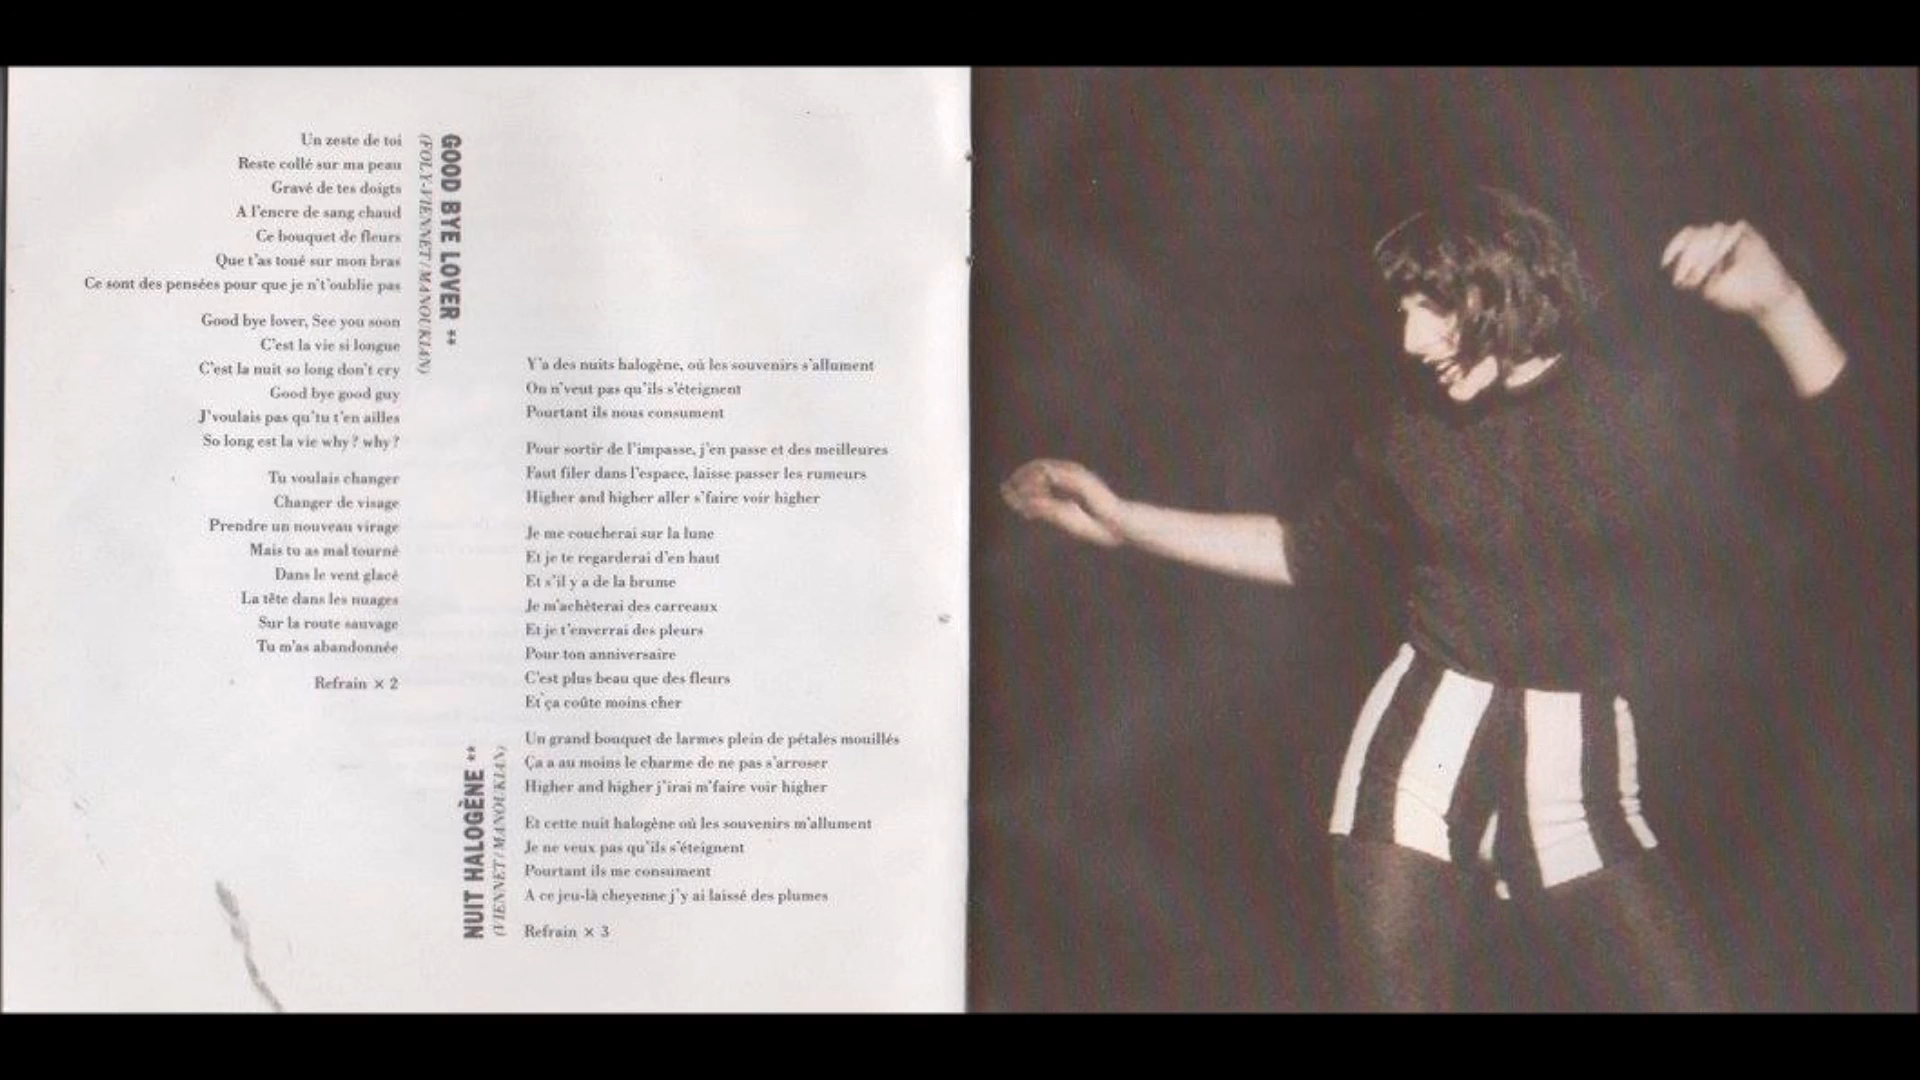 GOOD BYE LOVER **
(FOLY-VIENNET/MANOUKIAN)
Un zeste de toi
Reste collé sur ma peau
Gravé de tes doigts
A l'encre de sang chaud
Ce bouquet de fleurs
Que t'as toué sur mon bras
Ce sont des pensées pour que je n't'oublie pas
Good bye lover, See you soon
C'est la vie si longue
C'est la nuit so long don't cry
Good bye good guy
J'voulais pas qu'tu t'en ailles
So long est la vie why ? why ?
Tu voulais changer
Changer de visage
Prendre un nouveau virage
Mais tu as mal tourné
Dans le vent glacé
La tête dans les nuages
Sur la route sauvage
Tu m'as abandonnée
Refrain × 2
NUIT HALOGÈNE **
(VIENNET/MANOUKIAN)
Y'a des nuits halogène, où les souvenirs s'allument
On n'veut pas qu'ils s'éteignent
Pourtant ils nous consument
Pour sortir de l'impasse, j'en passe et des meilleures
Faut filer dans l'espace, laisse passer les rumeurs
Higher and higher aller s'faire voir higher
Je me coucherai sur la lune
Et je te regarderai d'en haut
Et s'il y a de la brume
Je m'achèterai des carreaux
Et je t'enverrai des pleurs
Pour ton anniversaire
C'est plus beau que des fleurs
Et ça coûte moins cher
Un grand bouquet de larmes plein de pétales mouillés
Ça a au moins le charme de ne pas s'arroser
Higher and higher j'irai m'faire voir higher
Et cette nuit halogène où les souvenirs m'allument
Je ne veux pas qu'ils s'éteignent
Pourtant ils me consument
A ce jeu-là cheyenne j'y ai laissé des plumes
Refrain × 3